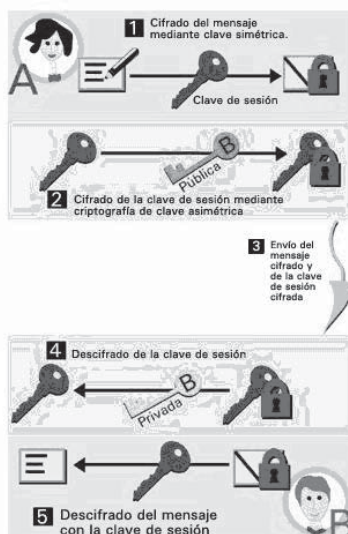 1 Cifrado del mensaje
mediante clave simétrica.
A
Clave de sesión
B
Pública
2 Cifrado de la clave de sesión mediante
criptografía de clave asimétrica
3 Envío del
mensaje
cifrado y
de la clave
de sesión
cifrada
4 Descifrado de la clave de sesión
B
Privada
5 Descifrado del mensaje
con la clave de sesión
B